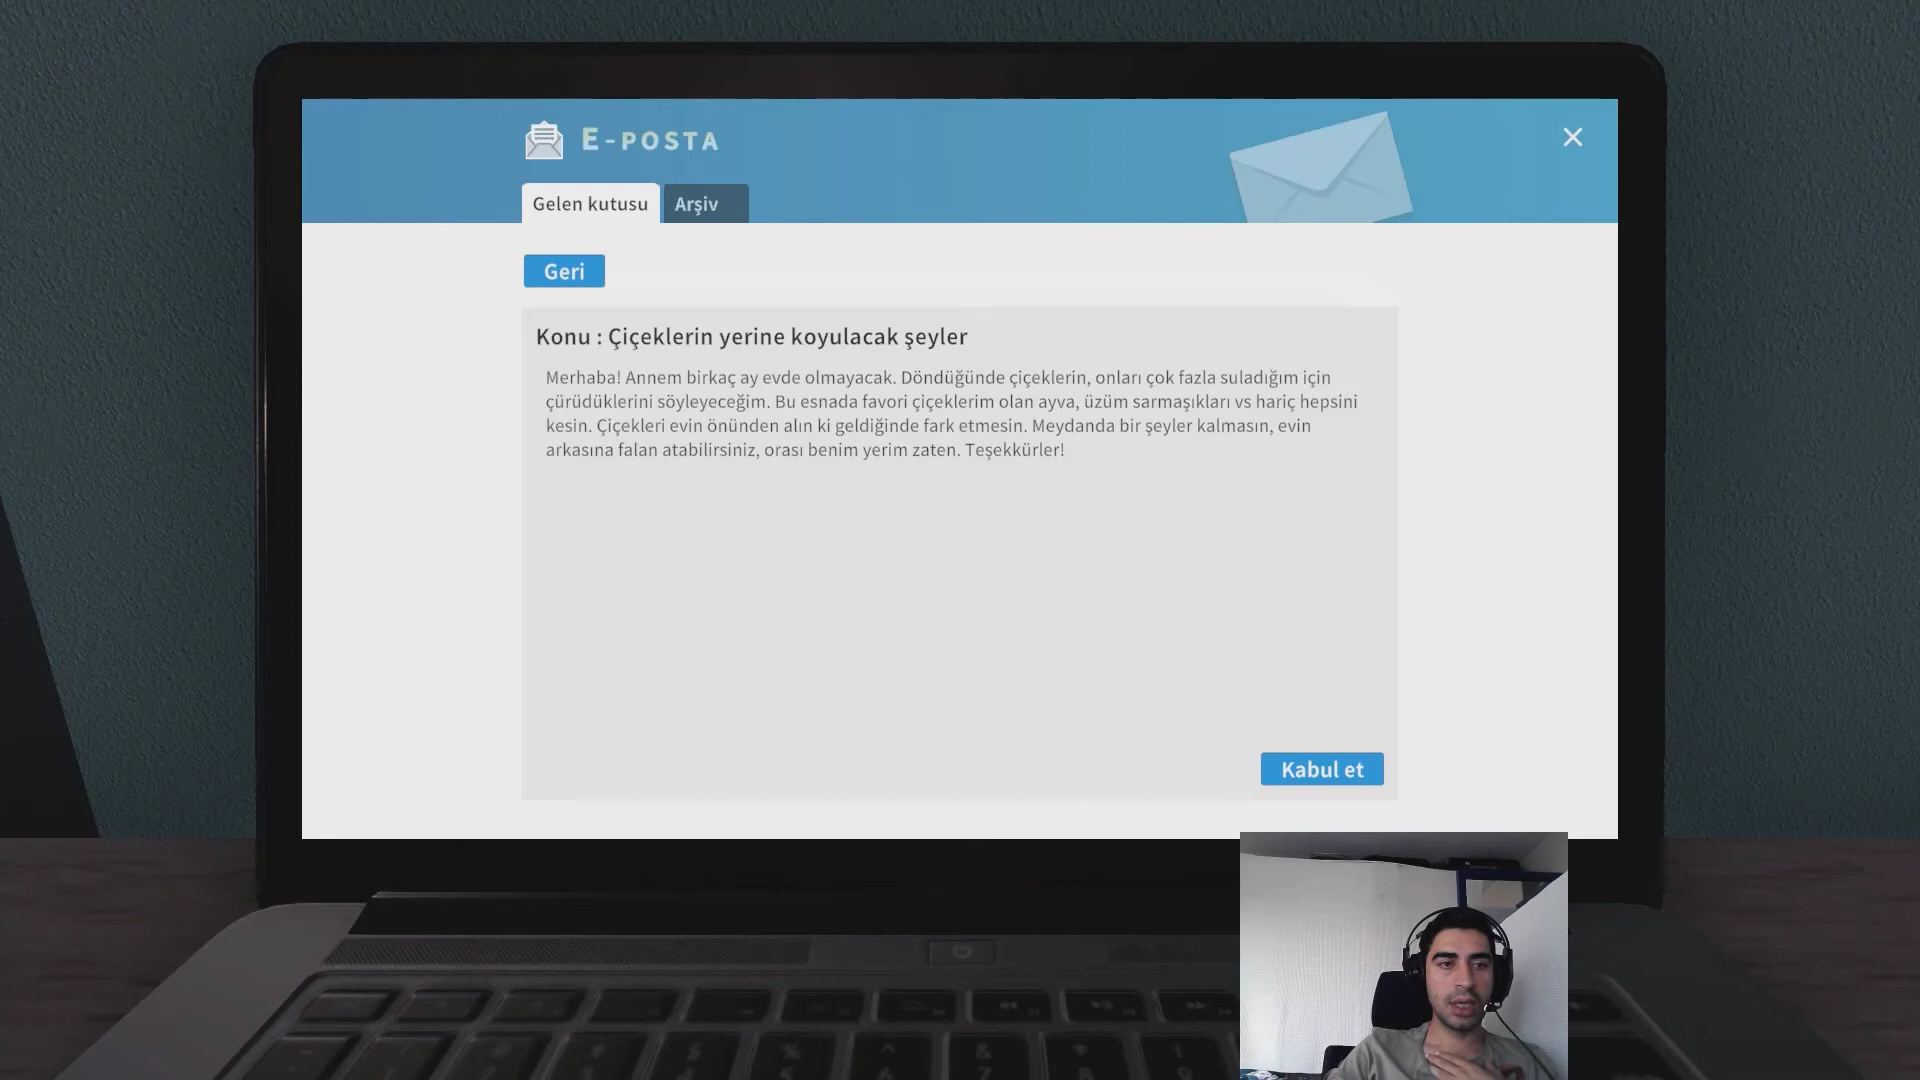 E-POSTA
Gelen kutusu
Arşiv
Geri
Konu : Çiçeklerin yerine koyulacak şeyler
Merhaba! Annem birkaç ay evde olmayacak. Döndüğünde çiçeklerin, onları çok fazla suladığım için
çürüdüklerini söyleyeceğim. Bu esnada favori çiçeklerim olan ayva, üzüm sarmaşıkları vs hariç hepsini
kesin. Çiçekleri evin önünden alın ki geldiğinde fark etmesin. Meydanda bir şeyler kalmasın, evin
arkasına falan atabilirsiniz, orası benim yerim zaten. Teşekkürler!
Kabul et